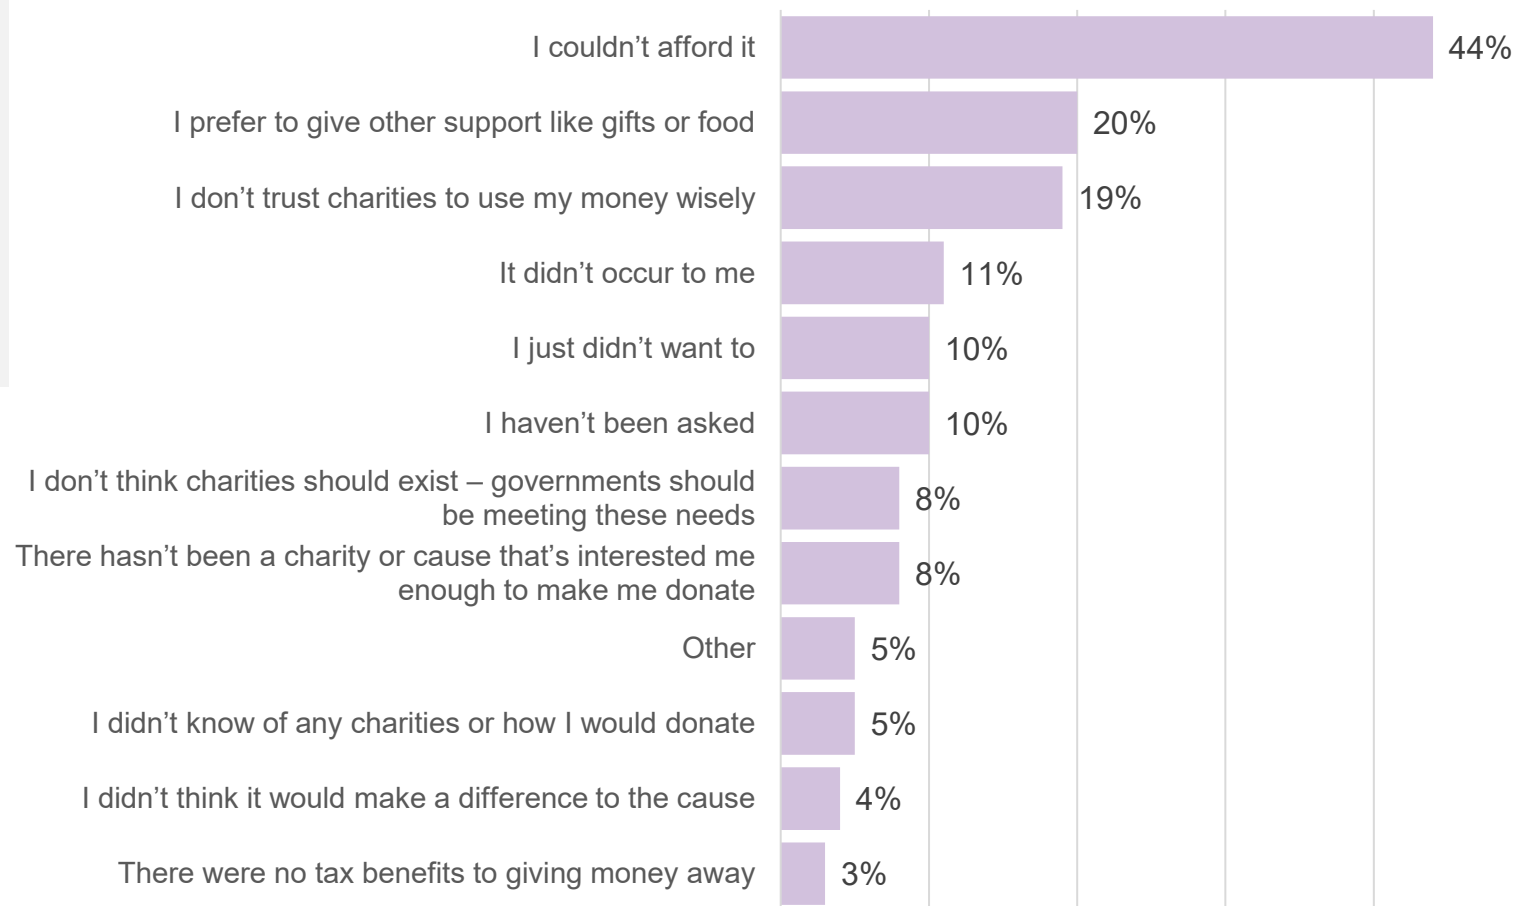 I couldn’t afford it 44%
I prefer to give other support like gifts or food 20%
I don’t trust charities to use my money wisely 19%
It didn’t occur to me 11%
I just didn’t want to 10%
I haven’t been asked 10%
I don’t think charities should exist – governments should
be meeting these needs 8%
There hasn’t been a charity or cause that’s interested me
enough to make me donate 8%
Other 5%
I didn’t know of any charities or how I would donate 5%
I didn’t think it would make a difference to the cause 4%
There were no tax benefits to giving money away 3%